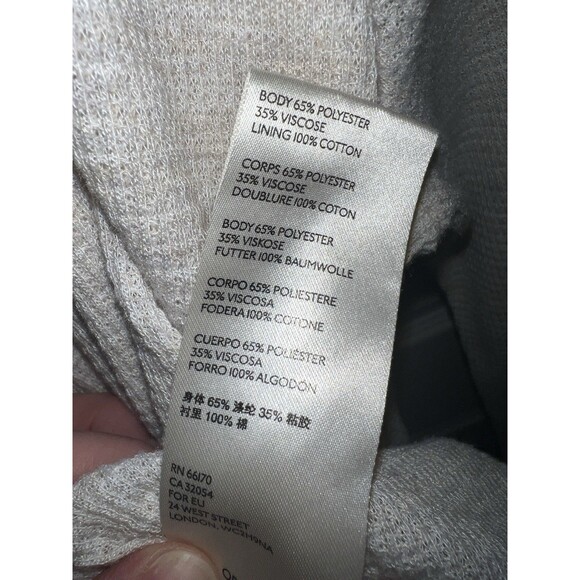 BODY 65% POLYESTER
35% VISCOSE
LINING 100% COTTON
CORPS 65% POLYESTER
35% VISCOSE
DOUBLURE 100% COTON
BODY 65% POLYESTER
35% VISKOSE
FUTTER 100% BAUMWOLLE
CORPO 65% POLIESTERE
35% VISCOSA
FODERA 100% COTONE
CUERPO 65% POLIÉSTER
35% VISCOSA
FORRO 100% ALGODÓN
身体 65% 涤纶 35% 粘胶
衬里 100% 棉
RN 66170
CA 32054
FOR EU
24 WEST STREET
LONDON, WC2H9NA